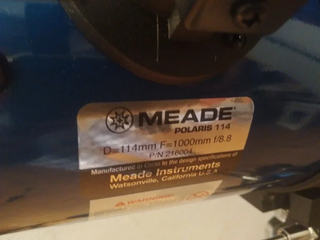 MEADE
POLARIS 114
D=114mm F=1000mm f/8.8
P/N 216004
Manufactured in China to the design specifications of
Meade Instruments
Watsonville, California U.S.A
WARNING